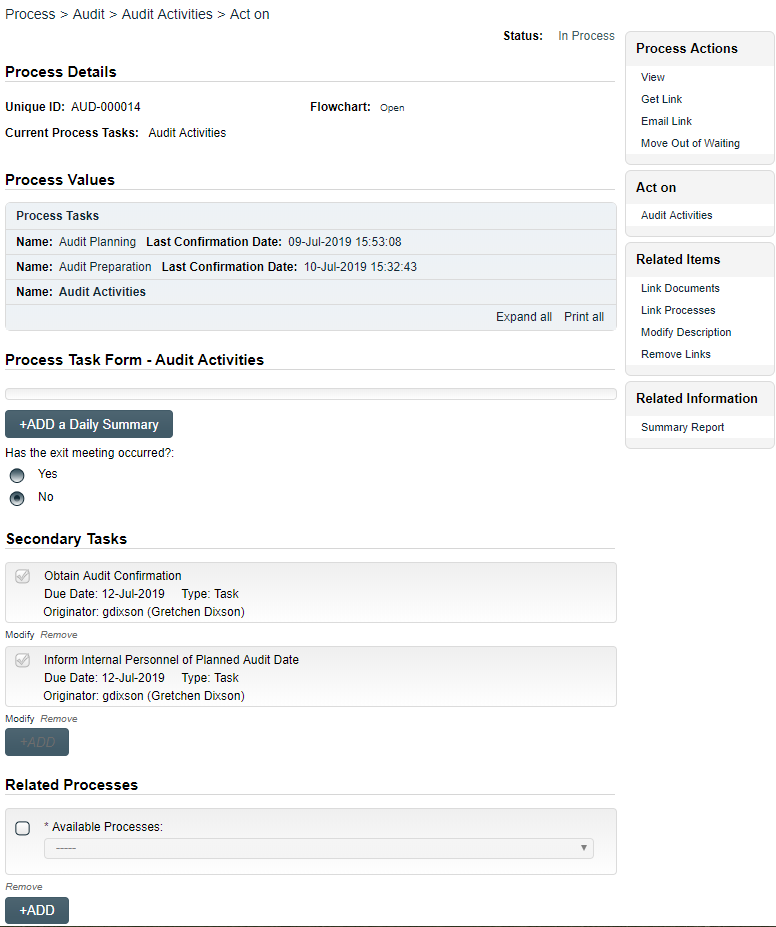 Process > Audit > Audit Activities > Act on
Status: In Process
Process Details
Unique ID: AUD-000014 Flowchart: Open
Current Process Tasks: Audit Activities
Process Values
Process Tasks
Name: Audit Planning Last Confirmation Date: 09-Jul-2019 15:53:08
Name: Audit Preparation Last Confirmation Date: 10-Jul-2019 15:32:43
Name: Audit Activities
Expand all Print all
Process Task Form - Audit Activities
+ADD a Daily Summary
Has the exit meeting occurred?:
Yes
No
Secondary Tasks
Obtain Audit Confirmation
Due Date: 12-Jul-2019 Type: Task
Originator: gdixson (Gretchen Dixson)
Modify Remove
Inform Internal Personnel of Planned Audit Date
Due Date: 12-Jul-2019 Type: Task
Originator: gdixson (Gretchen Dixson)
Modify Remove
+ADD
Related Processes
* Available Processes:
-----
Remove
+ADD
Process Actions
View
Get Link
Email Link
Move Out of Waiting
Act on
Audit Activities
Related Items
Link Documents
Link Processes
Modify Description
Remove Links
Related Information
Summary Report